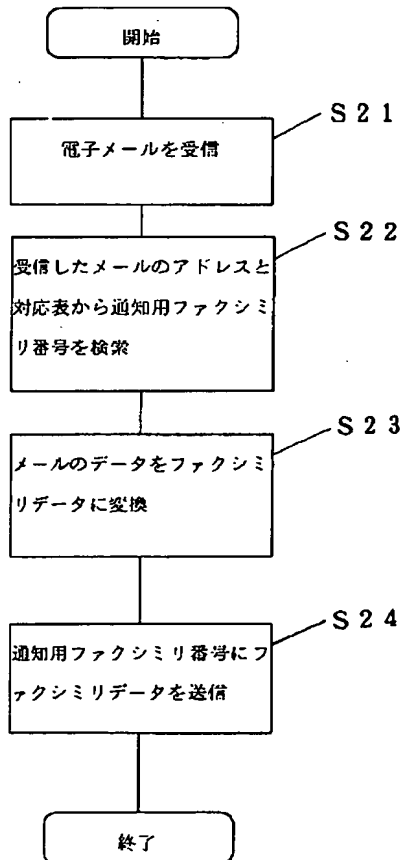 開始
S21
電子メールを受信
S22
受信したメールのアドレスと
対応表から通知用ファクシミ
リ番号を検索
S23
メールのデータをファクシミ
リデータに変換
S24
通知用ファクシミリ番号にフ
ァクシミリデータを送信
終了